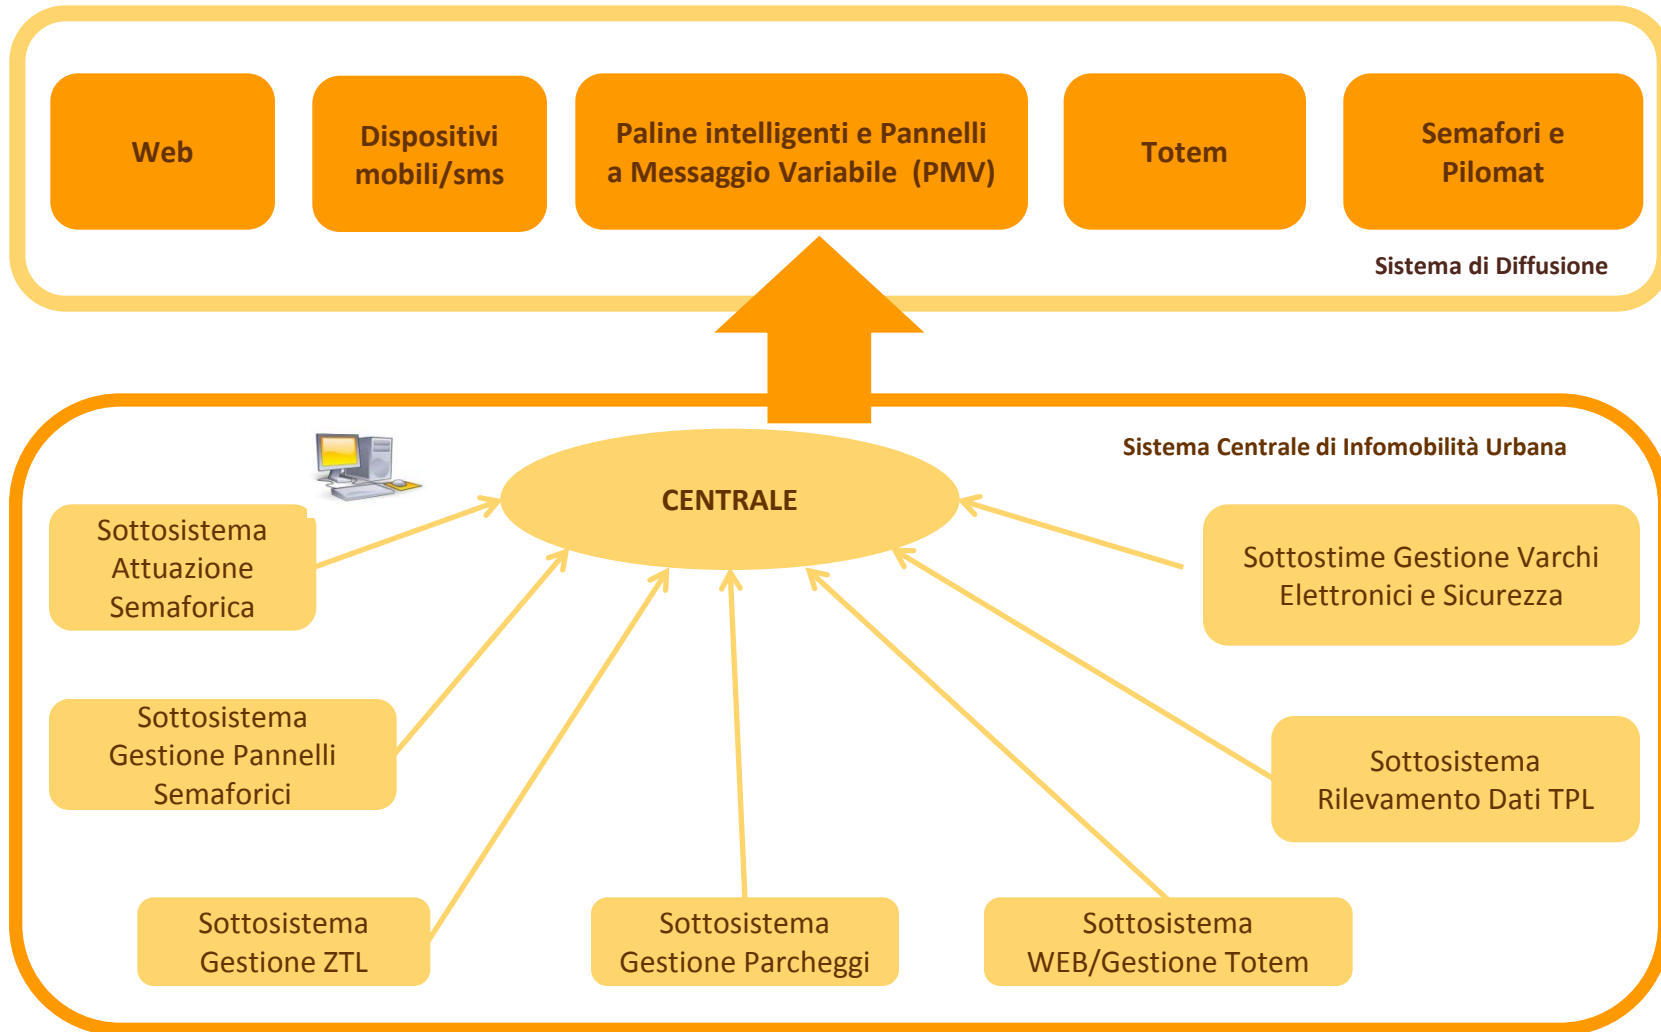 Web
Dispositivi
mobili/sms
Paline intelligenti e Pannelli
a Messaggio Variabile (PMV)
Totem
Semafori e
Pilomat
Sistema di Diffusione
Sistema Centrale di Infomobilità Urbana
CENTRALE
Sottosistema
Attuazione
Semaforica
Sottostime Gestione Varchi
Elettronici e Sicurezza
Sottosistema
Gestione Pannelli
Semaforici
Sottosistema
Rilevamento Dati TPL
Sottosistema
Gestione ZTL
Sottosistema
Gestione Parcheggi
Sottosistema
WEB/Gestione Totem